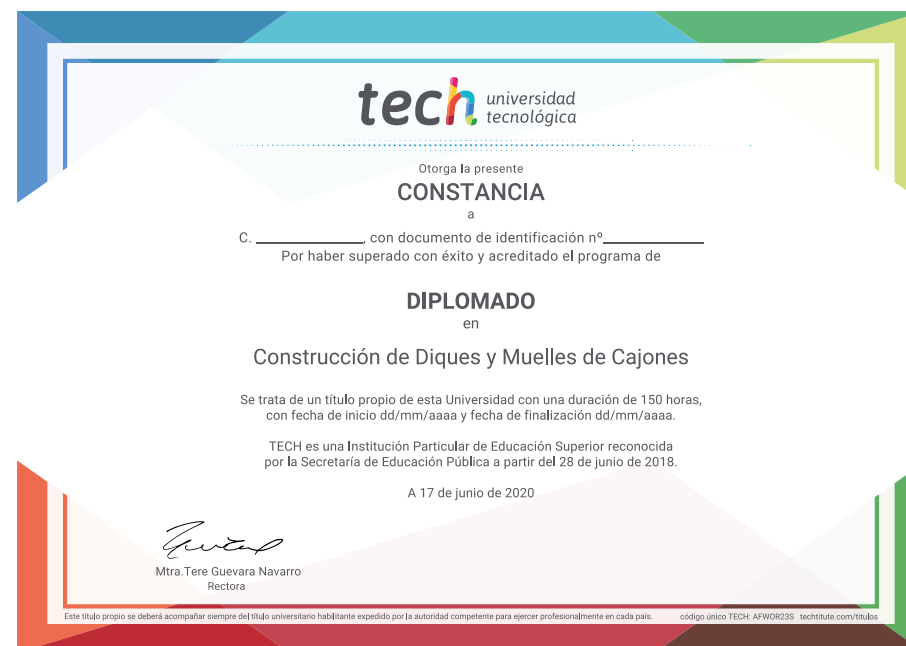 tech universidad
tecnológica
Otorga la presente
CONSTANCIA
a
C. ____________, con documento de identificación nº____________
Por haber superado con éxito y acreditado el programa de
DIPLOMADO
en
Construcción de Diques y Muelles de Cajones
Se trata de un título propio de esta Universidad con una duración de 150 horas,
con fecha de inicio dd/mm/aaaa y fecha de finalización dd/mm/aaaa.
TECH es una Institución Particular de Educación Superior reconocida
por la Secretaría de Educación Pública a partir del 28 de junio de 2018.
A 17 de junio de 2020
Mtra.Tere Guevara Navarro
Rectora
Este título propio se deberá acompañar siempre del título universitario habilitante expedido por la autoridad competente para ejercer profesionalmente en cada país. código único TECH: AFWOR23S techtitute.com/titulos